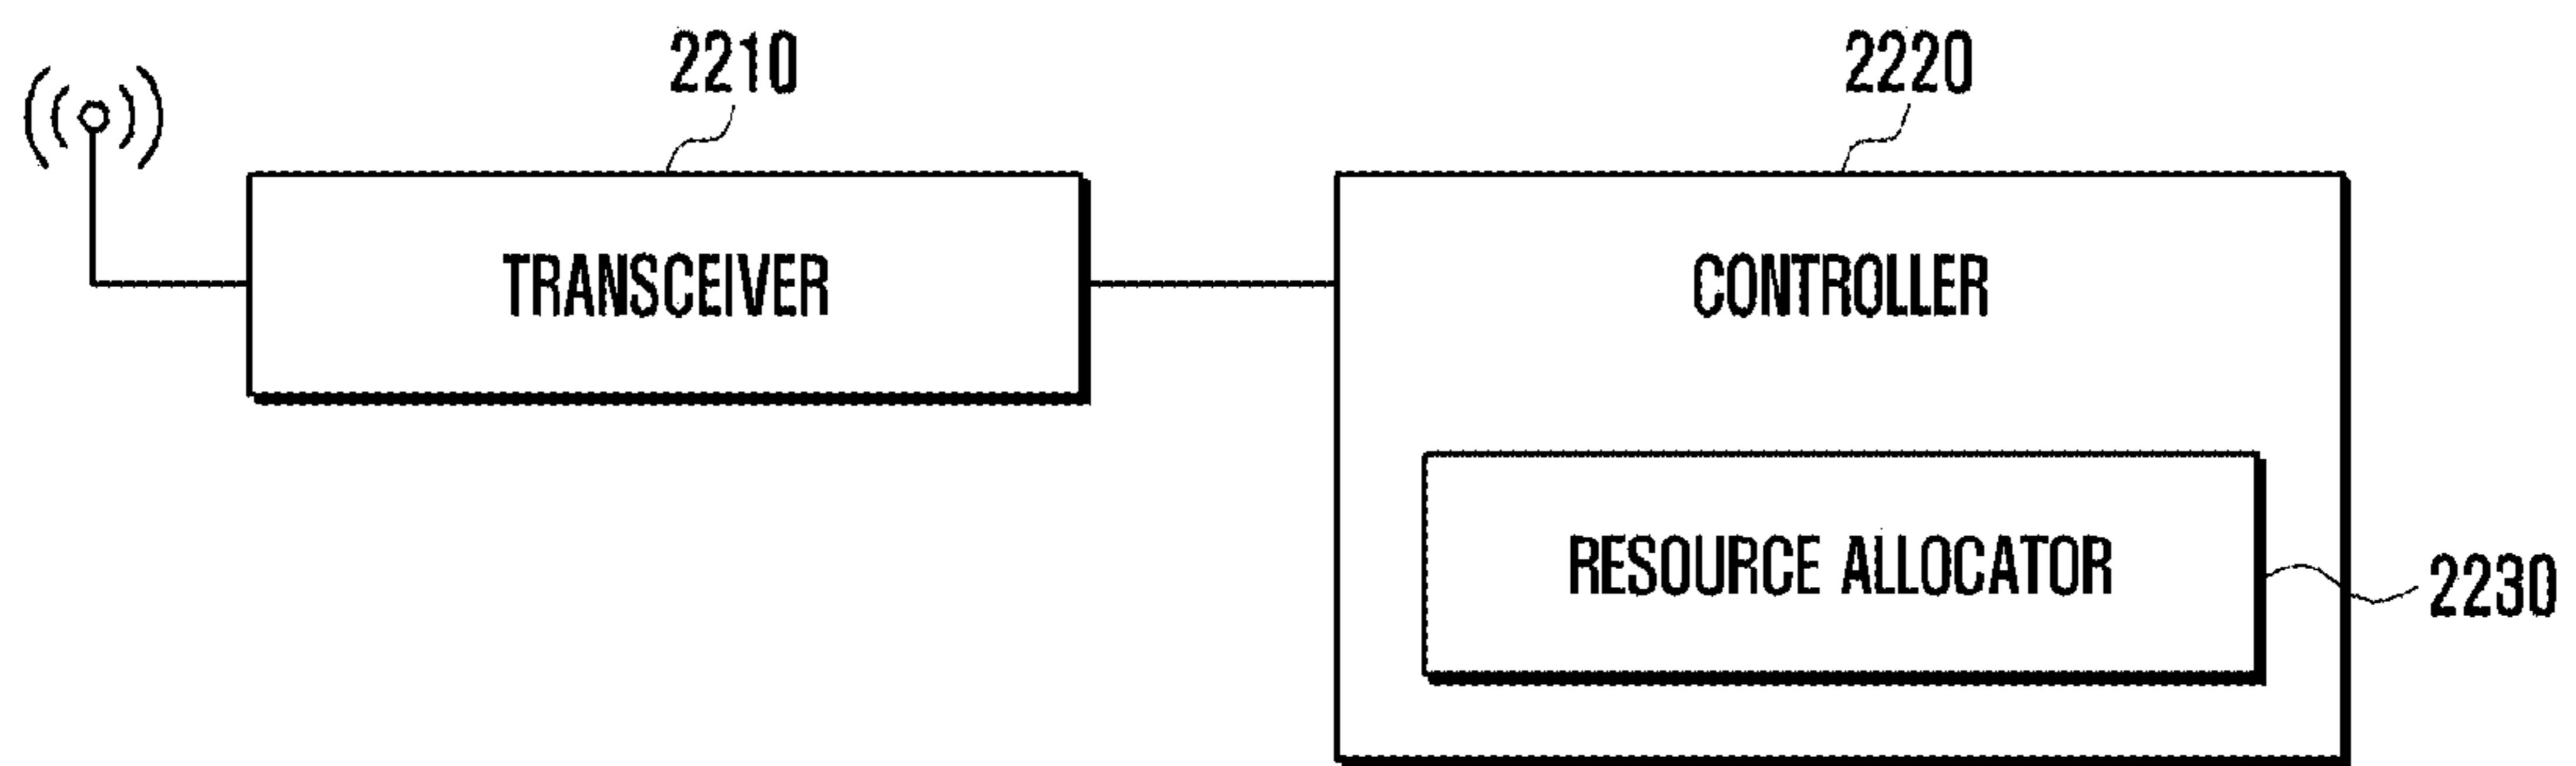 2210
2220
TRANSCEIVER
CONTROLLER
RESOURCE ALLOCATOR
2230